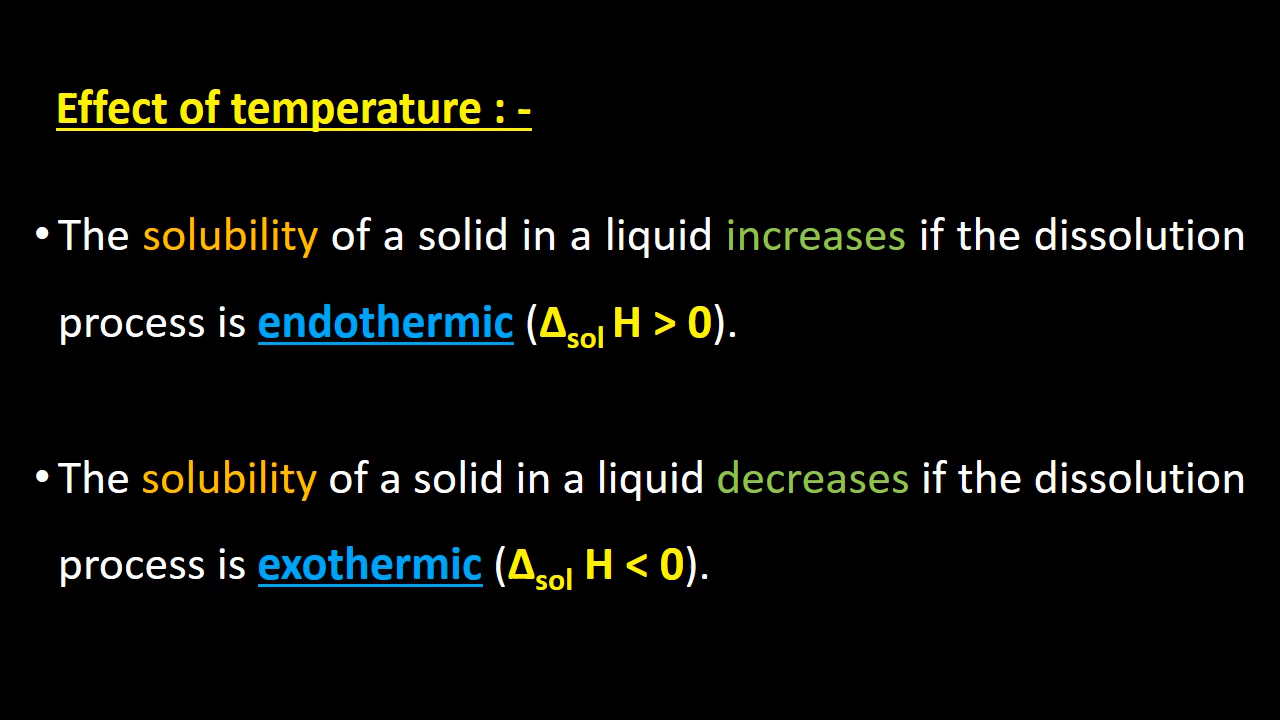 Effect of temperature : -
• The solubility of a solid in a liquid increases if the dissolution
process is endothermic (Δsol H > 0).
• The solubility of a solid in a liquid decreases if the dissolution
process is exothermic (Δsol H < 0).